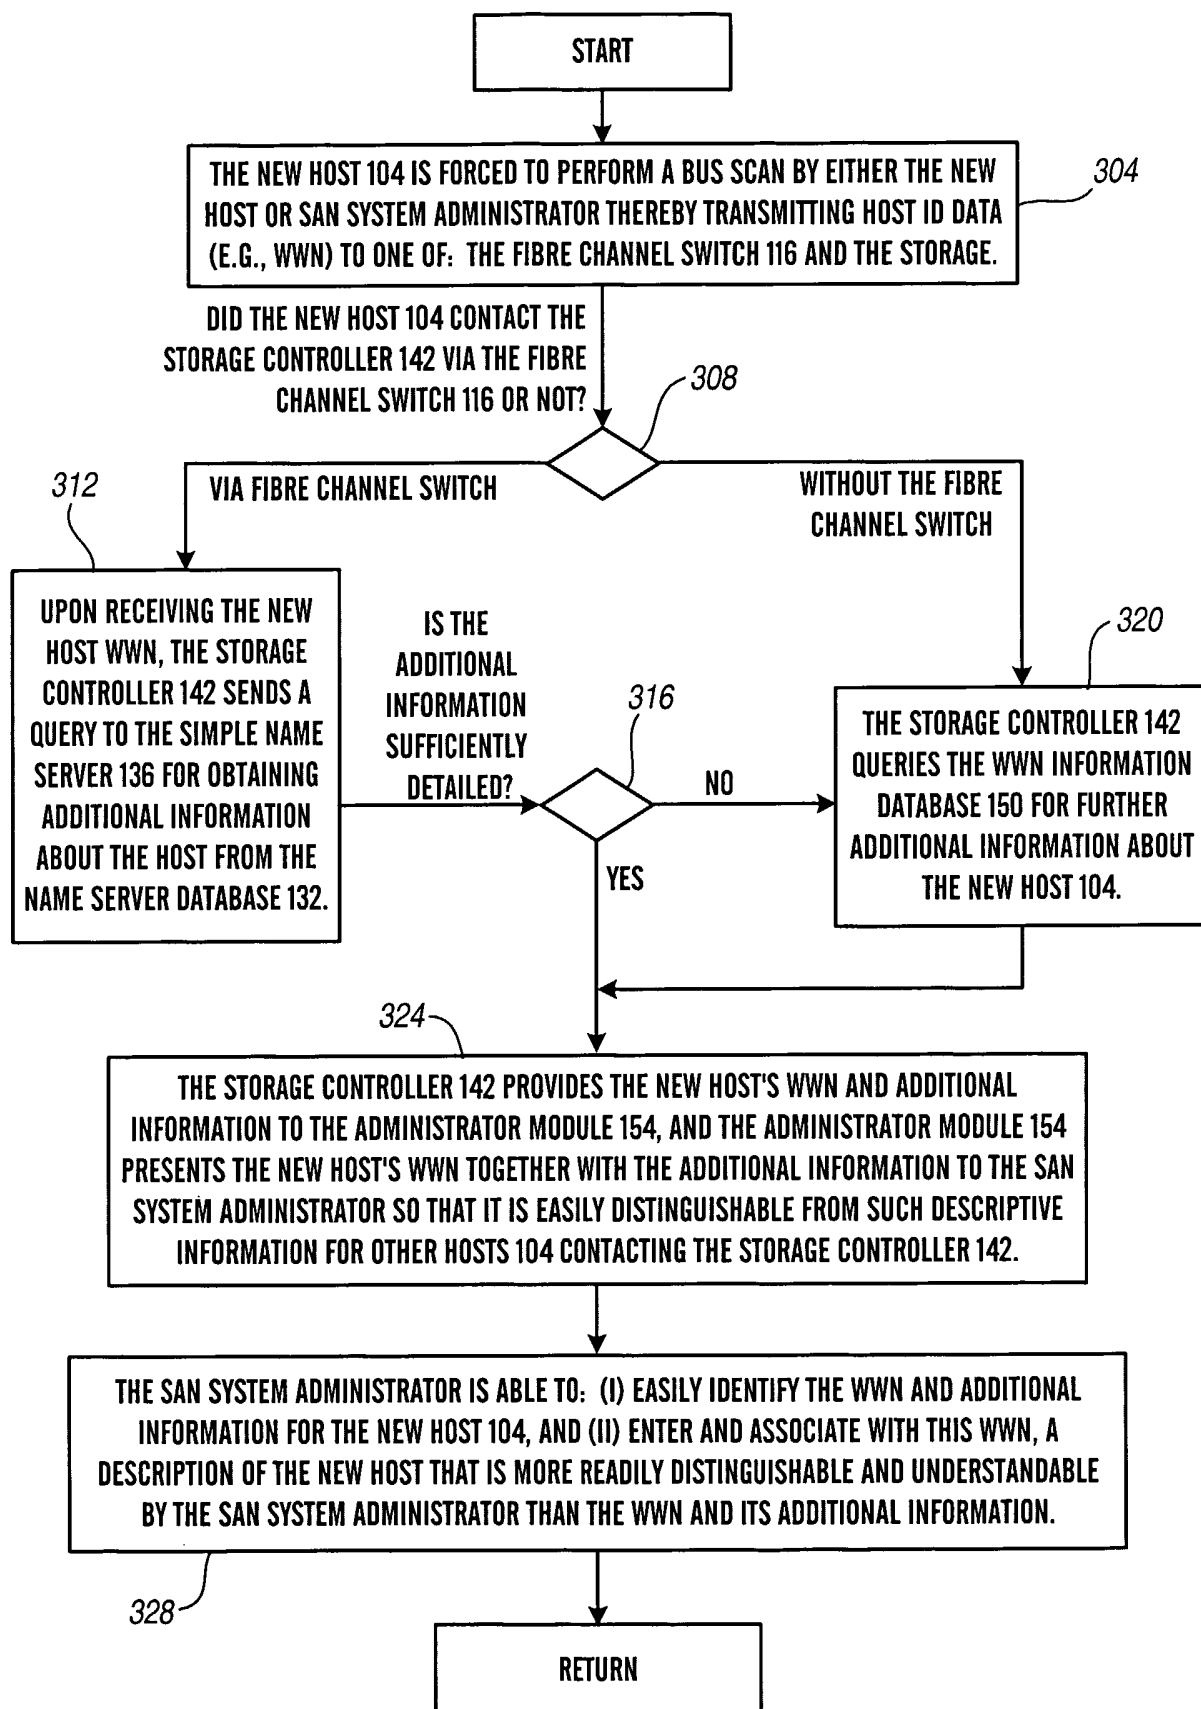 START
THE NEW HOST 104 IS FORCED TO PERFORM A BUS SCAN BY EITHER THE NEW
HOST OR SAN SYSTEM ADMINISTRATOR THEREBY TRANSMITTING HOST ID DATA
(E.G., WWN) TO ONE OF: THE FIBRE CHANNEL SWITCH 116 AND THE STORAGE.
304
DID THE NEW HOST 104 CONTACT THE
STORAGE CONTROLLER 142 VIA THE FIBRE
CHANNEL SWITCH 116 OR NOT?
308
VIA FIBRE CHANNEL SWITCH
WITHOUT THE FIBRE
CHANNEL SWITCH
312
UPON RECEIVING THE NEW
HOST WWN, THE STORAGE
CONTROLLER 142 SENDS A
QUERY TO THE SIMPLE NAME
SERVER 136 FOR OBTAINING
ADDITIONAL INFORMATION
ABOUT THE HOST FROM THE
NAME SERVER DATABASE 132.
IS THE
ADDITIONAL
INFORMATION
SUFFICIENTLY
DETAILED?
316
NO
YES
320
THE STORAGE CONTROLLER 142
QUERIES THE WWN INFORMATION
DATABASE 150 FOR FURTHER
ADDITIONAL INFORMATION ABOUT
THE NEW HOST 104.
324
THE STORAGE CONTROLLER 142 PROVIDES THE NEW HOST'S WWN AND ADDITIONAL
INFORMATION TO THE ADMINISTRATOR MODULE 154, AND THE ADMINISTRATOR MODULE 154
PRESENTS THE NEW HOST'S WWN TOGETHER WITH THE ADDITIONAL INFORMATION TO THE SAN
SYSTEM ADMINISTRATOR SO THAT IT IS EASILY DISTINGUISHABLE FROM SUCH DESCRIPTIVE
INFORMATION FOR OTHER HOSTS 104 CONTACTING THE STORAGE CONTROLLER 142.
THE SAN SYSTEM ADMINISTRATOR IS ABLE TO: (I) EASILY IDENTIFY THE WWN AND ADDITIONAL
INFORMATION FOR THE NEW HOST 104, AND (II) ENTER AND ASSOCIATE WITH THIS WWN, A
DESCRIPTION OF THE NEW HOST THAT IS MORE READILY DISTINGUISHABLE AND UNDERSTANDABLE
BY THE SAN SYSTEM ADMINISTRATOR THAN THE WWN AND ITS ADDITIONAL INFORMATION.
328
RETURN